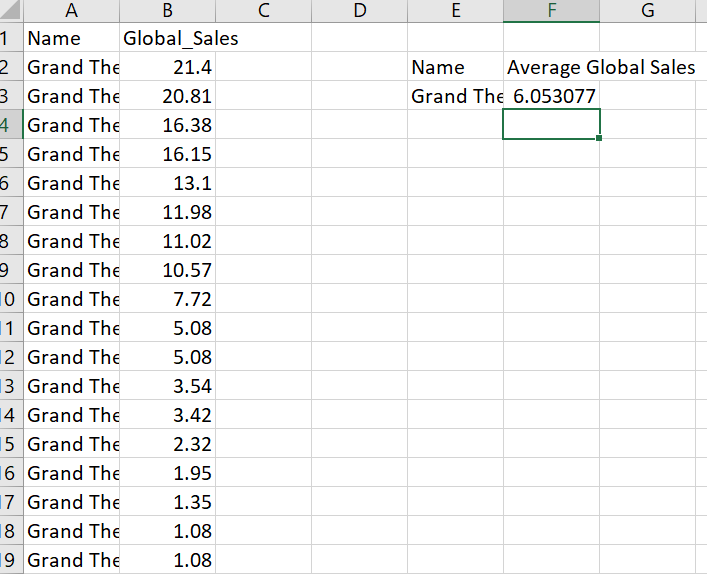 A B C D E F G
1 Name Global_Sales
2 Grand The 21.4 Name Average Global Sales
3 Grand The 20.81 Grand The 6.053077
4 Grand The 16.38
5 Grand The 16.15
6 Grand The 13.1
7 Grand The 11.98
8 Grand The 11.02
9 Grand The 10.57
10 Grand The 7.72
11 Grand The 5.08
12 Grand The 5.08
13 Grand The 3.54
14 Grand The 3.42
15 Grand The 2.32
16 Grand The 1.95
17 Grand The 1.35
18 Grand The 1.08
19 Grand The 1.08